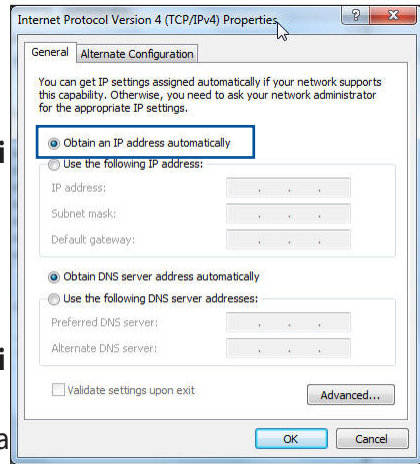 Internet Protocol Version 4 (TCP/IPv4) Properties
General
Alternate Configuration
You can get IP settings assigned automatically if your network supports
this capability. Otherwise, you need to ask your network administrator
for the appropriate IP settings.
Obtain an IP address automatically
Use the following IP address:
IP address:
Subnet mask:
Default gateway:
Obtain DNS server address automatically
Use the following DNS server addresses:
Preferred DNS server:
Alternate DNS server:
Validate settings upon exit
Advanced...
OK
Cancel
i
i
a